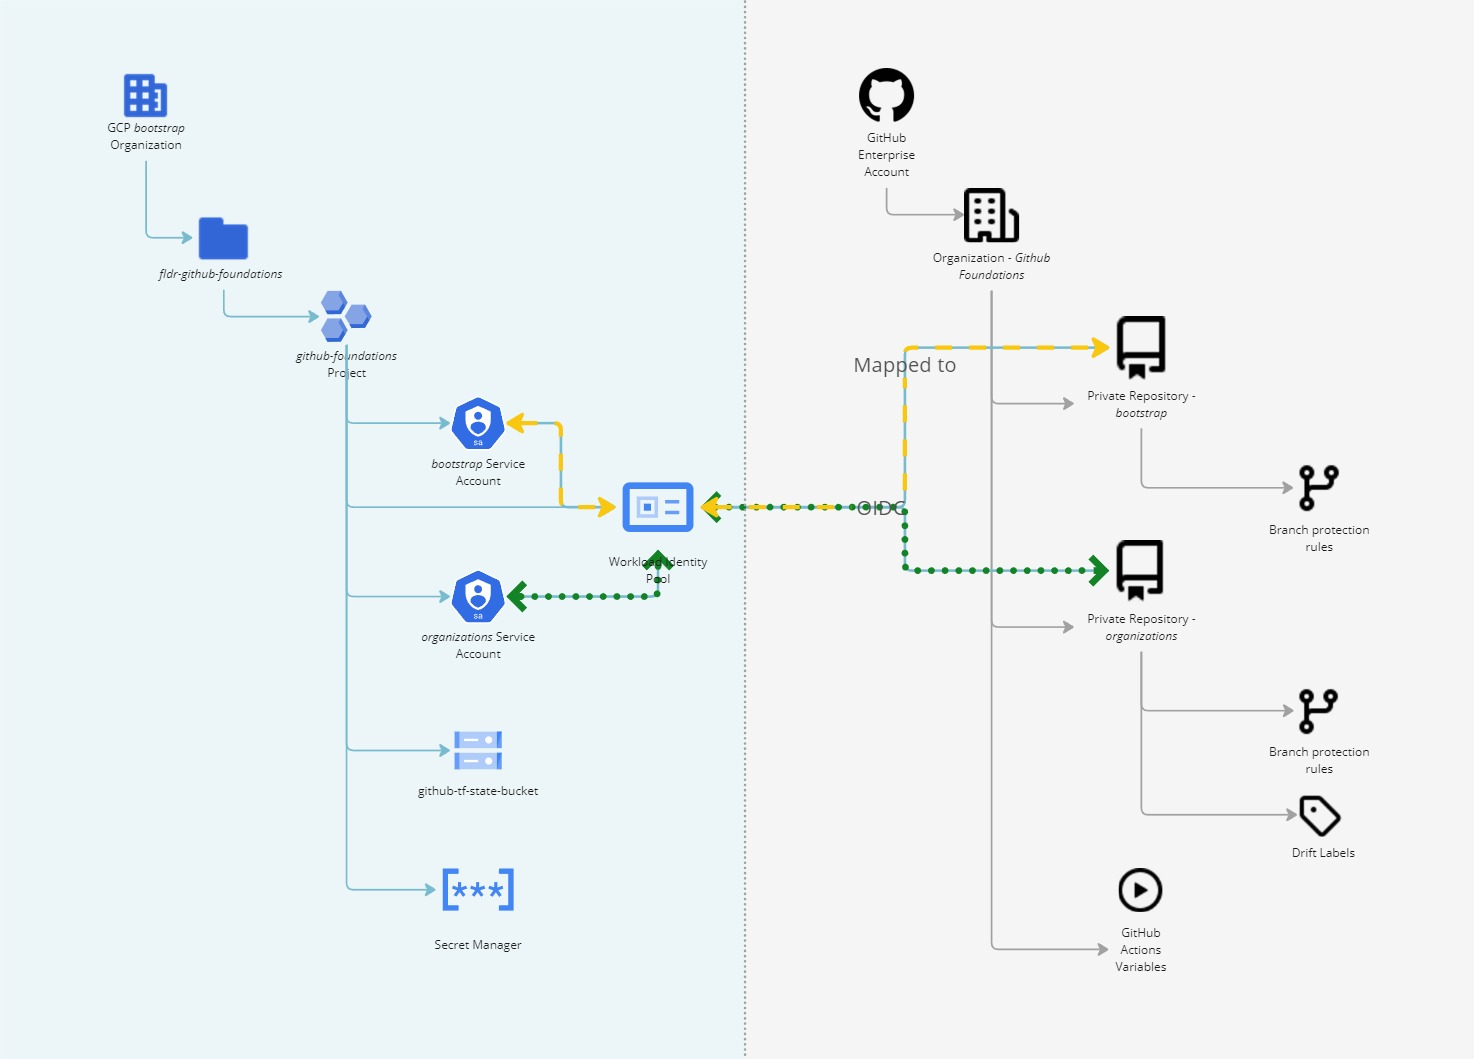 GCP bootstrap
Organization
fldr-github-foundations
github-foundations
Project
bootstrap Service
Account
sa
Workload Identity
Pool
organizations Service
Account
sa
github-tf-state-bucket
[***]
Secret Manager
GitHub
Enterprise
Account
Organization - Github
Foundations
Mapped to
OIDC
Private Repository -
bootstrap
Branch protection
rules
Private Repository -
organizations
Branch protection
rules
Drift Labels
GitHub
Actions
Variables